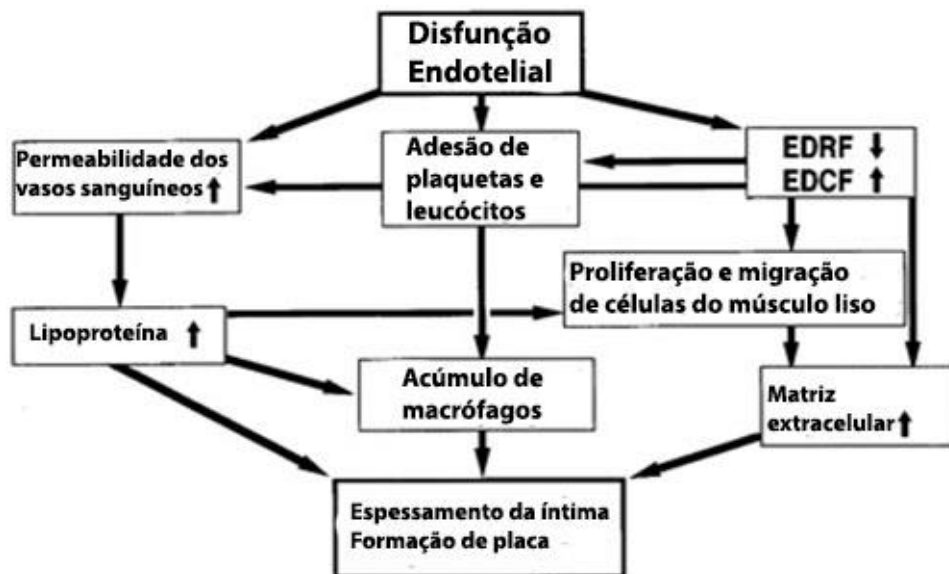 Disfunção
Endotelial
Permeabilidade dos
vasos sanguíneos ↑
Adesão de
plaquetas e
leucócitos
EDRF ↓
EDCF ↑
Proliferação e migração
de células do músculo liso
Lipoproteína ↑
Acúmulo de
macrófagos
Matriz
extracelular ↑
Espessamento da íntima
Formação de placa